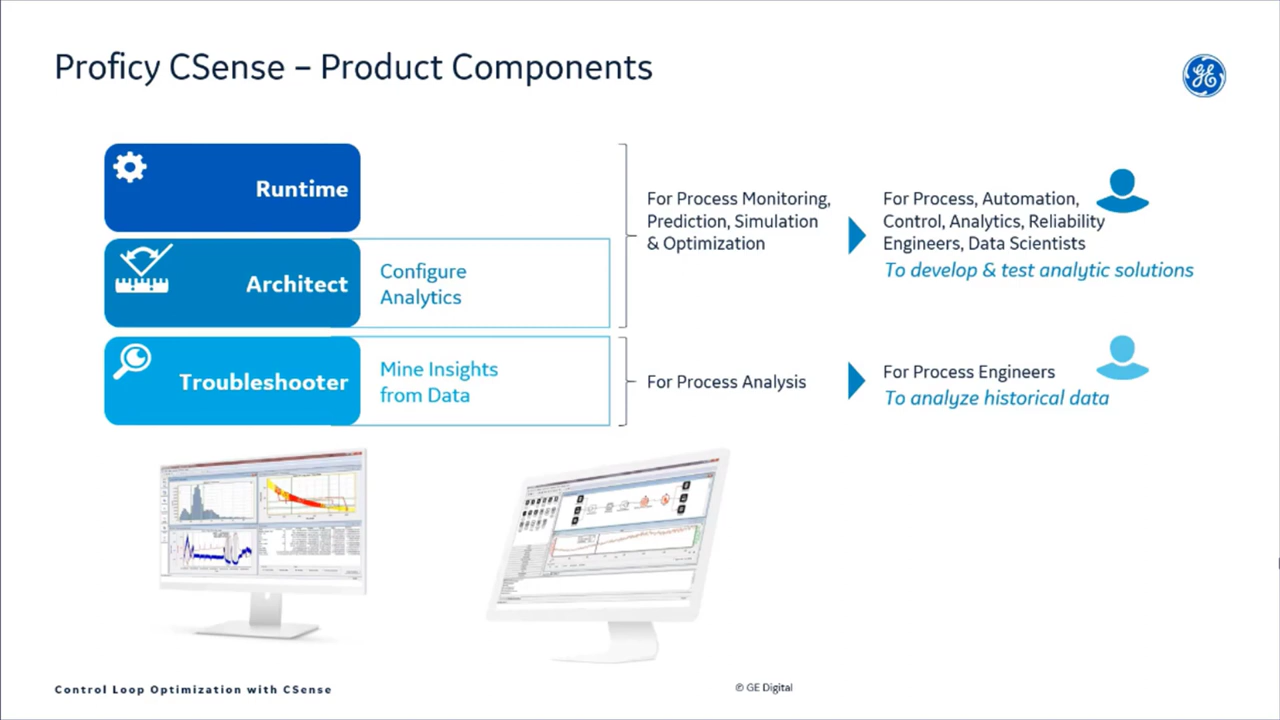 Proficy CSense – Product Components
GE
Runtime
Architect
Configure
Analytics
Troubleshooter
Mine Insights
from Data
For Process Monitoring,
Prediction, Simulation
& Optimization
For Process Analysis
For Process, Automation,
Control, Analytics, Reliability
Engineers, Data Scientists
To develop & test analytic solutions
For Process Engineers
To analyze historical data
Control Loop Optimization with CSense
© GE Digital